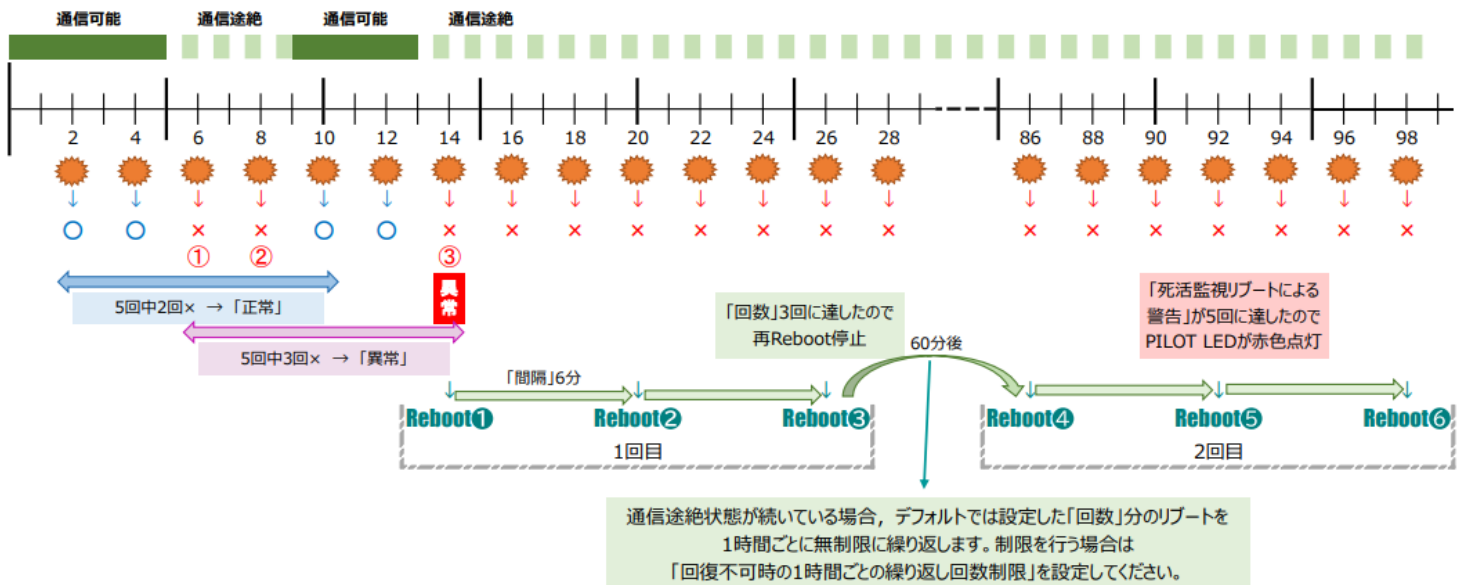 通信可能 通信途絶 通信可能 通信途絶
2 4 6 8 10 12 14 16 18 20 22 24 26 28 86 88 90 92 94 96 98
↓ ↓ ↓ ↓ ↓ ↓ ↓ ↓ ↓ ↓ ↓ ↓ ↓ ↓ ↓ ↓ ↓ ↓ ↓ ↓ ↓
○ ○ × × ○ ○ × × × × × × × × × × × × × × ×
① ② ③
異常
5回中2回× → 「正常」
5回中3回× → 「異常」
「回数」3回に達したので
再Reboot停止
60分後
「死活監視リブートによる
警告」が5回に達したので
PILOT LEDが赤色点灯
「間隔」6分
↓ ↓ ↓ ↓ ↓ ↓
Reboot❶ Reboot❷ Reboot❸ Reboot❹ Reboot❺ Reboot❻
1回目 2回目
通信途絶状態が続いている場合，デフォルトでは設定した「回数」分のリブートを
1時間ごとに無制限に繰り返します。制限を行う場合は
「回復不可時の1時間ごとの繰り返し回数制限」を設定してください。